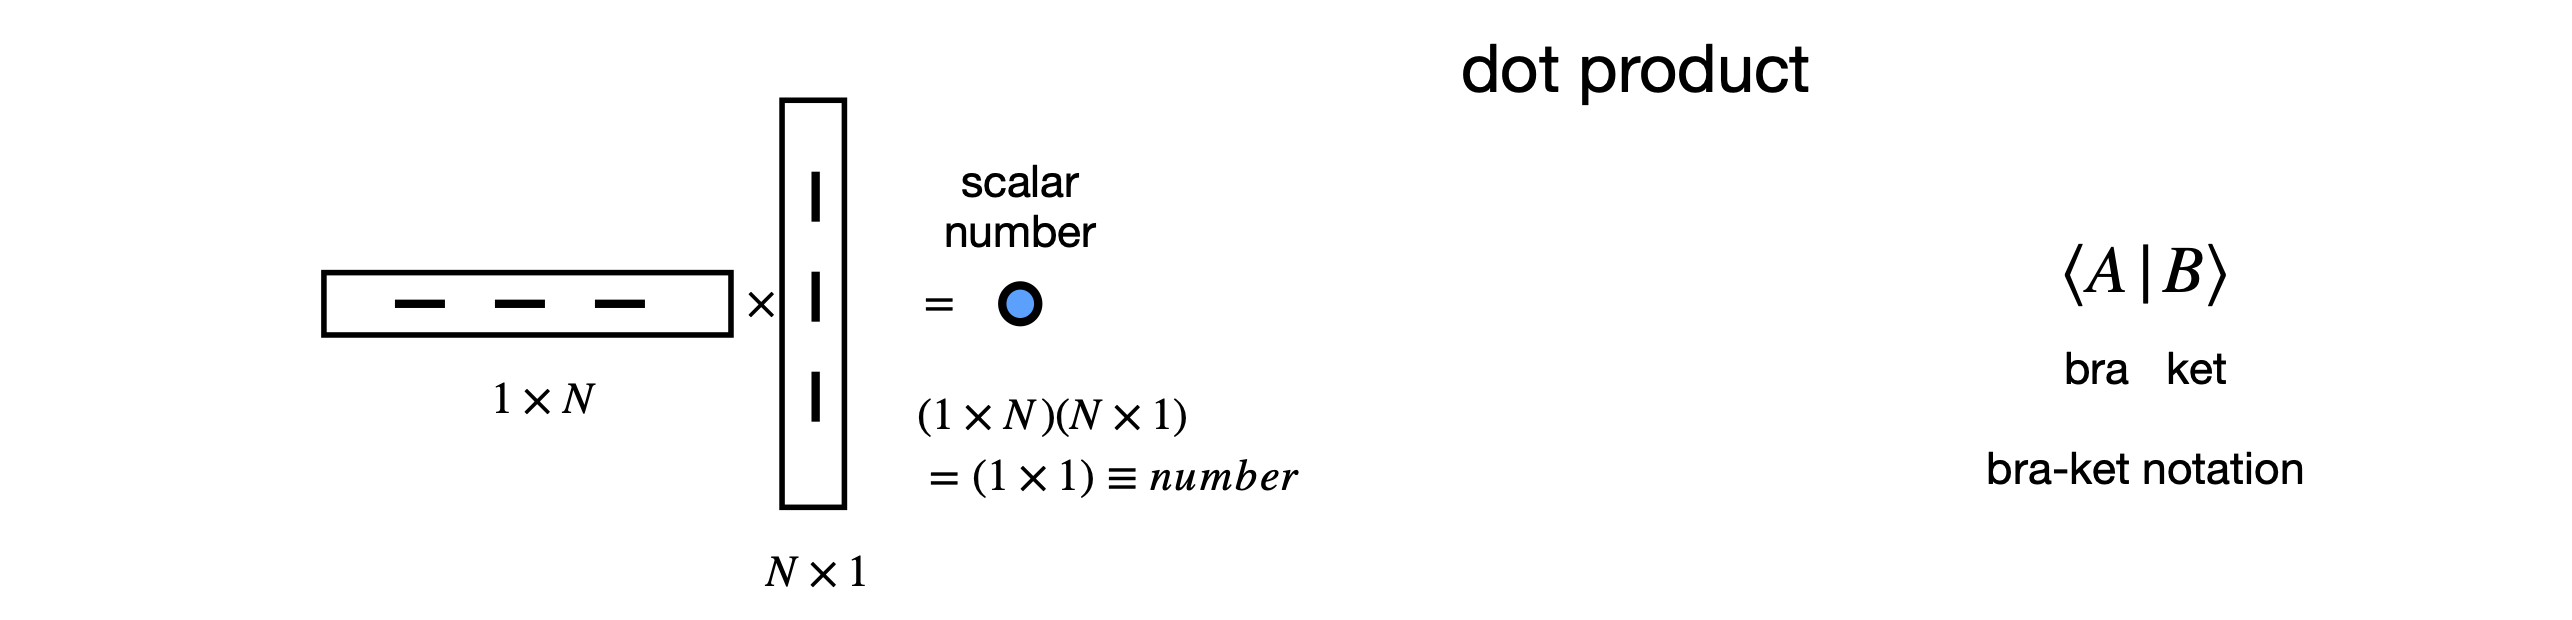 dot product
scalar
number
×
=
1 × N
(1 × N)(N × 1)
= (1 × 1) ≡ number
N × 1
⟨A | B⟩
bra ket
bra-ket notation